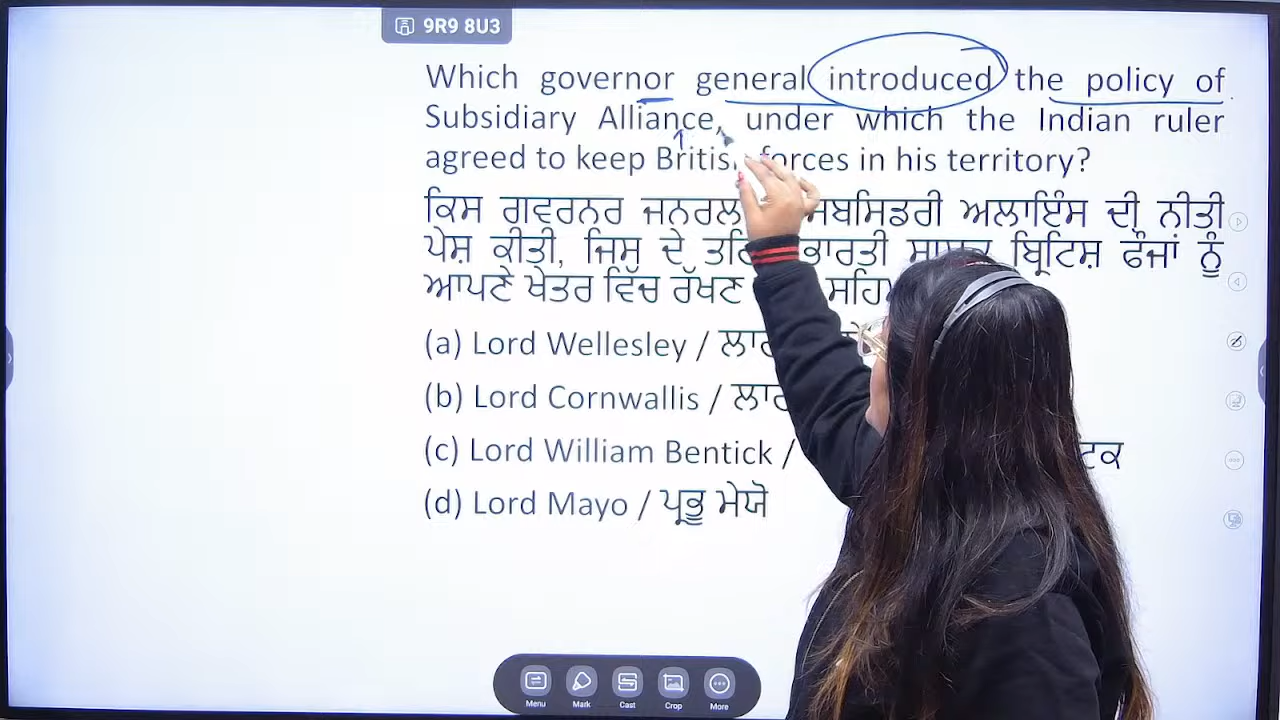 9R9 8U3
Which governor general introduced the policy of
Subsidiary Alliance, under which the Indian ruler
agreed to keep British forces in his territory?
ਕਿਸ ਗਵਰਨਰ ਜਨਰਲ ਸਬਸਿਡਰੀ ਅਲਾਇੰਸ ਦੀ ਨੀਤੀ
ਪੇਸ਼ ਕੀਤੀ, ਜਿਸ ਦੇ ਭਾਰਤੀ ਬ੍ਰਿਟਿਸ਼ ਫੌਜਾਂ ਨੂੰ
ਆਪਣੇ ਖੇਤਰ ਵਿੱਚ ਰੱਖਣ
(a) Lord Wellesley /
(b) Lord Cornwallis /
(c) Lord William Bentick /
(d) Lord Mayo / ਪ੍ਰਭੂ ਮੇਯੋ
Menu Mark Cast Crop More